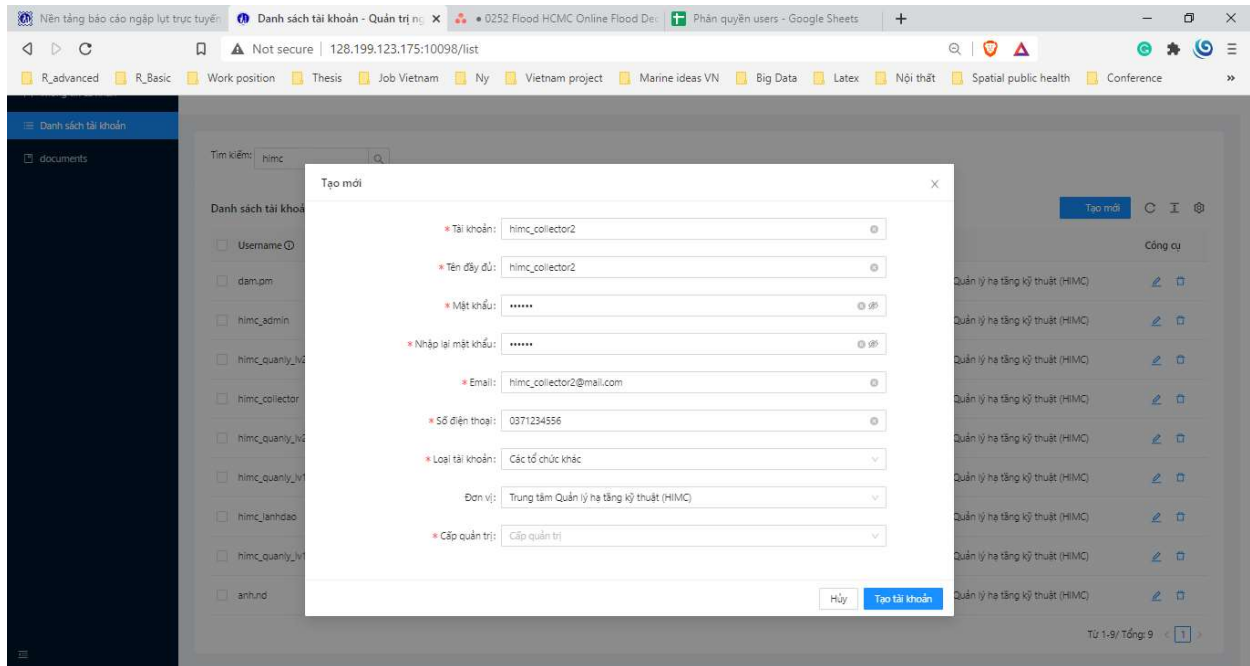 Nền tảng báo cáo ngập lụt trực tuyến
Danh sách tài khoản - Quản trị ng
0252 Flood HCMC Online Flood Dec
Phân quyền users - Google Sheets
Not secure | 128.199.123.175:10098/list
R_advanced R_Basic Work position Thesis Job Vietnam Ny Vietnam project Marine ideas VN Big Data Latex Nội thất Spatial public health Conference
Danh sách tài khoản
documents
Tìm kiếm: himc
Danh sách tài khoả
Tạo mới
Username
Công cụ
dam.pm
Quản lý hạ tầng kỹ thuật (HIMC)
himc_admin
Quản lý hạ tầng kỹ thuật (HIMC)
himc_quanly_lv2
Quản lý hạ tầng kỹ thuật (HIMC)
himc_collector
Quản lý hạ tầng kỹ thuật (HIMC)
himc_quanly_lv2
Quản lý hạ tầng kỹ thuật (HIMC)
himc_quanly_lv1
Quản lý hạ tầng kỹ thuật (HIMC)
himc_lanhdao
Quản lý hạ tầng kỹ thuật (HIMC)
himc_quanly_lv1
Quản lý hạ tầng kỹ thuật (HIMC)
anh.nd
Quản lý hạ tầng kỹ thuật (HIMC)
Từ 1-9/ Tổng: 9 < 1 >
Tạo mới
* Tài khoản: himc_collector2
* Tên đầy đủ: himc_collector2
* Mật khẩu: ••••••
* Nhập lại mật khẩu: ••••••
* Email: himc_collector2@mail.com
* Số điện thoại: 0371234556
* Loại tài khoản: Các tổ chức khác
Đơn vị: Trung tâm Quản lý hạ tầng kỹ thuật (HIMC)
* Cấp quản trị: Cấp quản trị
Hủy Tạo tài khoản